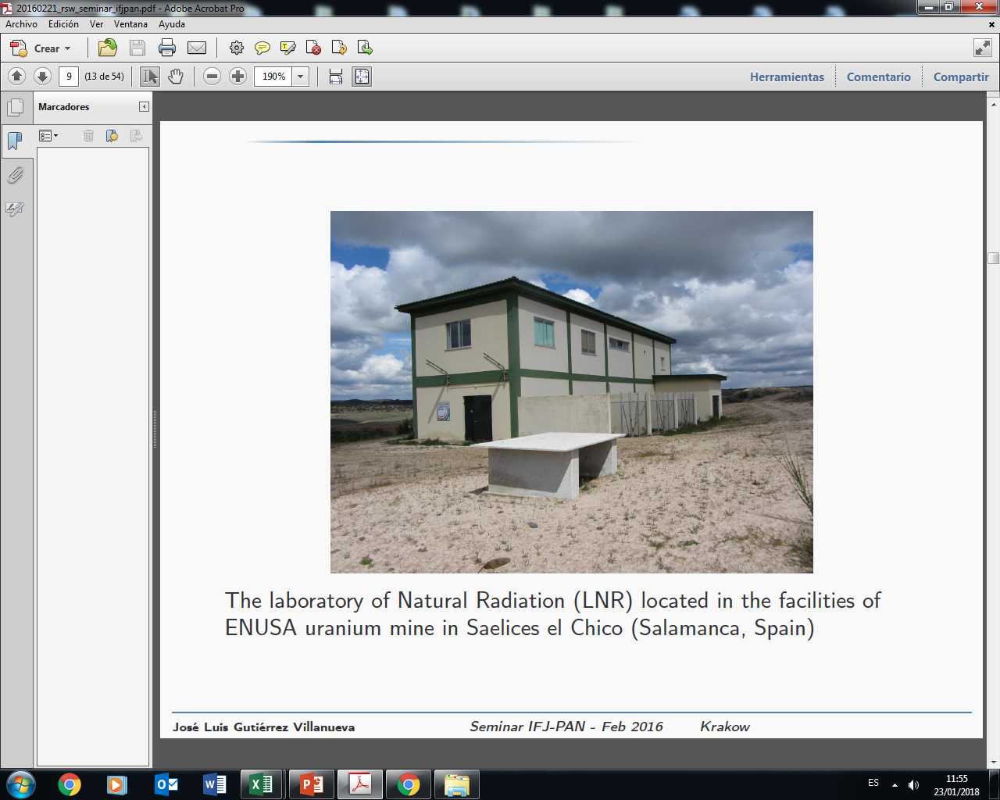 20160221_rsw_seminar_ifjpan.pdf - Adobe Acrobat Pro
Archivo Edición Ver Ventana Ayuda
Crear
9 (13 de 54) 190% Herramientas Comentario Compartir
Marcadores
The laboratory of Natural Radiation (LNR) located in the facilities of
ENUSA uranium mine in Saelices el Chico (Salamanca, Spain)
José Luis Gutiérrez Villanueva Seminar IFJ-PAN - Feb 2016 Krakow
ES 11:55
23/01/2018